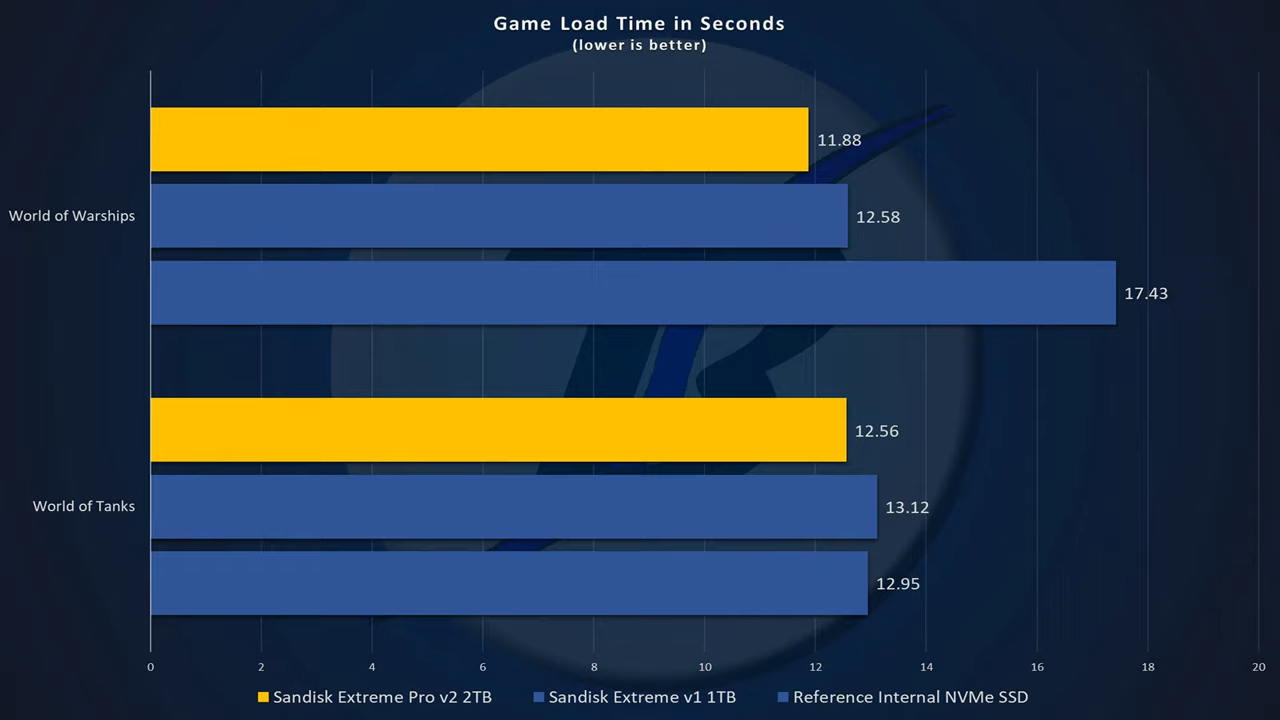 Game Load Time in Seconds
(lower is better)
11.88
World of Warships
12.58
17.43
12.56
World of Tanks
13.12
12.95
0 2 4 6 8 10 12 14 16 18 20
Sandisk Extreme Pro v2 2TB Sandisk Extreme v1 1TB Reference Internal NVMe SSD